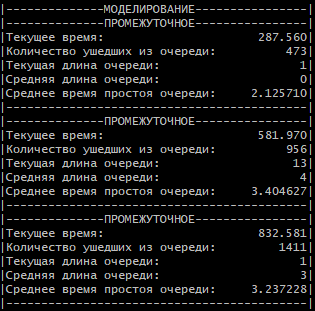 |--------------МОДЕЛИРОВАНИЕ----------------|
|--------------ПРОМЕЖУТОЧНОЕ----------------|
|Текущее время: 287.560|
|Количество ушедших из очереди: 473|
|Текущая длина очереди: 1|
|Средняя длина очереди: 0|
|Среднее время простоя очереди: 2.125710|
|-------------------------------------------|
|--------------ПРОМЕЖУТОЧНОЕ----------------|
|Текущее время: 581.970|
|Количество ушедших из очереди: 956|
|Текущая длина очереди: 13|
|Средняя длина очереди: 4|
|Среднее время простоя очереди: 3.404627|
|-------------------------------------------|
|--------------ПРОМЕЖУТОЧНОЕ----------------|
|Текущее время: 832.581|
|Количество ушедших из очереди: 1411|
|Текущая длина очереди: 1|
|Средняя длина очереди: 3|
|Среднее время простоя очереди: 3.237228|
|-------------------------------------------|